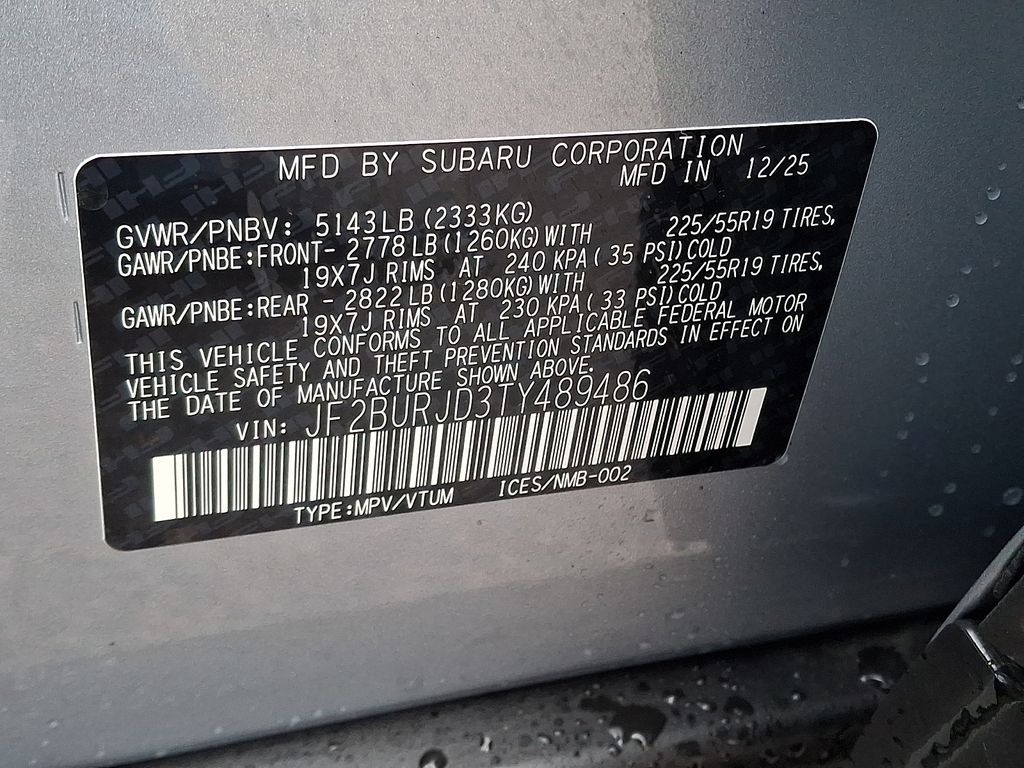 MFD BY SUBARU CORPORATION
MFD IN 12/25
GVWR/PNBV: 5143LB (2333KG)
GAWR/PNBE:FRONT- 2778 LB (1260KG) WITH 225/55R19 TIRES,
19X7J RIMS AT 240 KPA ( 35 PSI) COLD
GAWR/PNBE:REAR - 2822 LB (1280KG) WITH 225/55R19 TIRES,
19X7J RIMS AT 230 KPA ( 33 PSI) COLD
THIS VEHICLE CONFORMS TO ALL APPLICABLE FEDERAL MOTOR
VEHICLE SAFETY AND THEFT PREVENTION STANDARDS IN EFFECT ON
THE DATE OF MANUFACTURE SHOWN ABOVE.
VIN: JF2BURJD3TY489486
TYPE:MPV/VTUM ICES/NMB-002